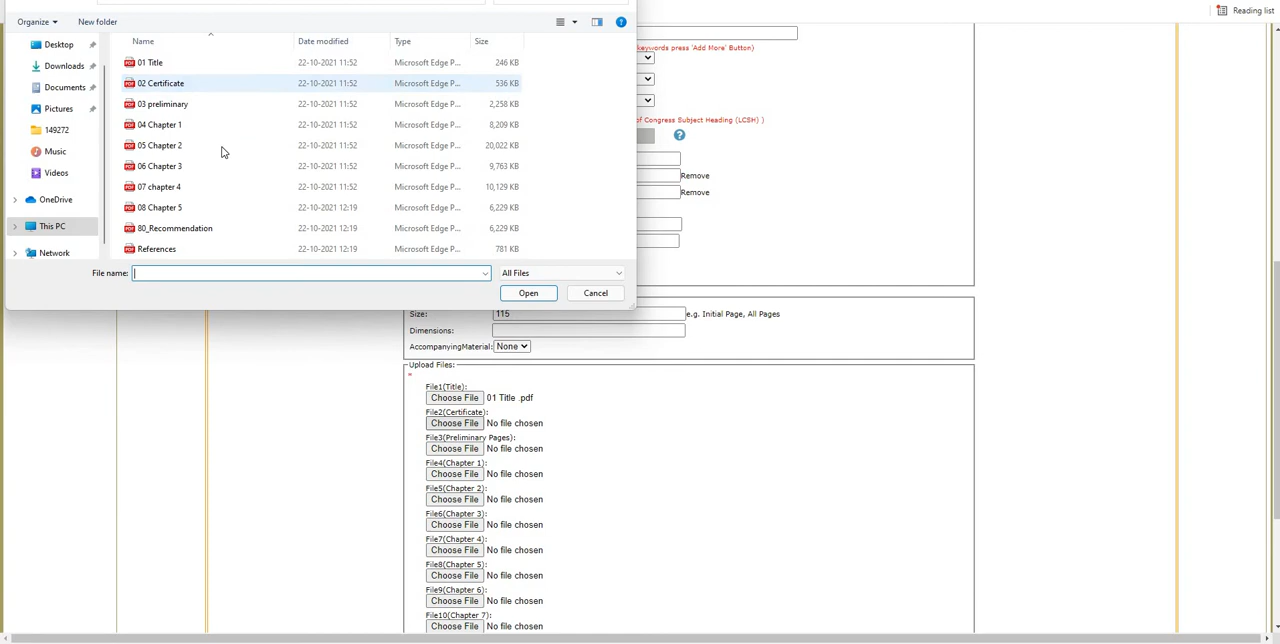 Reading list
Organize
New folder
Name Date modified Type Size
Desktop
Downloads
Documents
Pictures
149272
Music
Videos
OneDrive
This PC
Network
01 Title 22-10-2021 11:52 Microsoft Edge P... 246 KB
02 Certificate 22-10-2021 11:52 Microsoft Edge P... 536 KB
03 preliminary 22-10-2021 11:52 Microsoft Edge P... 2,258 KB
04 Chapter 1 22-10-2021 11:52 Microsoft Edge P... 8,209 KB
05 Chapter 2 22-10-2021 11:52 Microsoft Edge P... 20,022 KB
06 Chapter 3 22-10-2021 11:52 Microsoft Edge P... 9,763 KB
07 chapter 4 22-10-2021 11:52 Microsoft Edge P... 10,129 KB
08 Chapter 5 22-10-2021 12:19 Microsoft Edge P... 6,229 KB
80_Recommendation 22-10-2021 12:19 Microsoft Edge P... 6,229 KB
References 22-10-2021 12:19 Microsoft Edge P... 781 KB
File name: All Files
Open Cancel
keywords press 'Add More' Button)
of Congress Subject Heading (LCSH) )
Remove
Remove
Size: 115 e.g. Initial Page, All Pages
Dimensions:
AccompanyingMaterial: None
Upload Files:
*
File1(Title):
Choose File 01 Title .pdf
File2(Certificate):
Choose File No file chosen
File3(Preliminary Pages):
Choose File No file chosen
File4(Chapter 1):
Choose File No file chosen
File5(Chapter 2):
Choose File No file chosen
File6(Chapter 3):
Choose File No file chosen
File7(Chapter 4):
Choose File No file chosen
File8(Chapter 5):
Choose File No file chosen
File9(Chapter 6):
Choose File No file chosen
File10(Chapter 7):
Choose File No file chosen